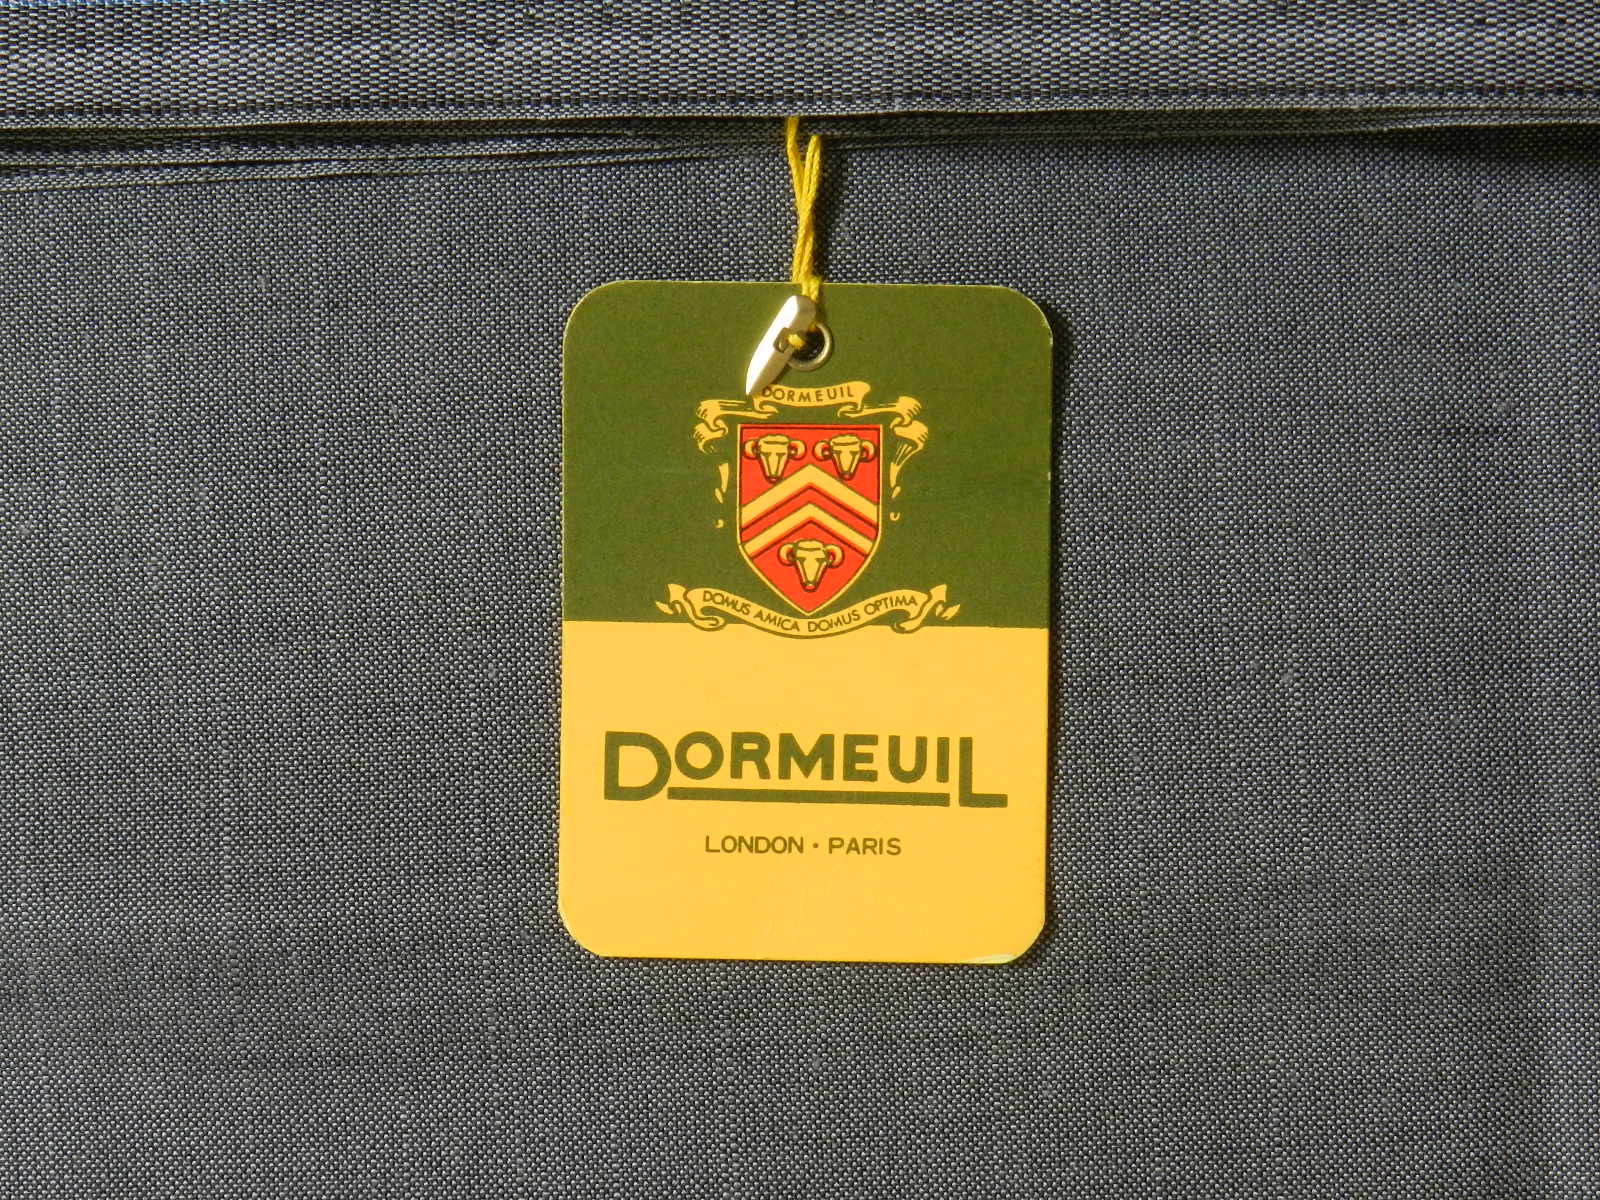 DORMEUIL
DOMUS AMICA DOMUS OPTIMA
DORMEUIL
LONDON · PARIS